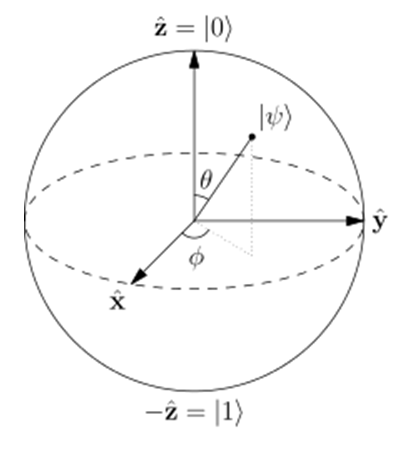 ẑ = |0⟩
|ψ⟩
θ
ŷ
ϕ
x̂
−ẑ = |1⟩